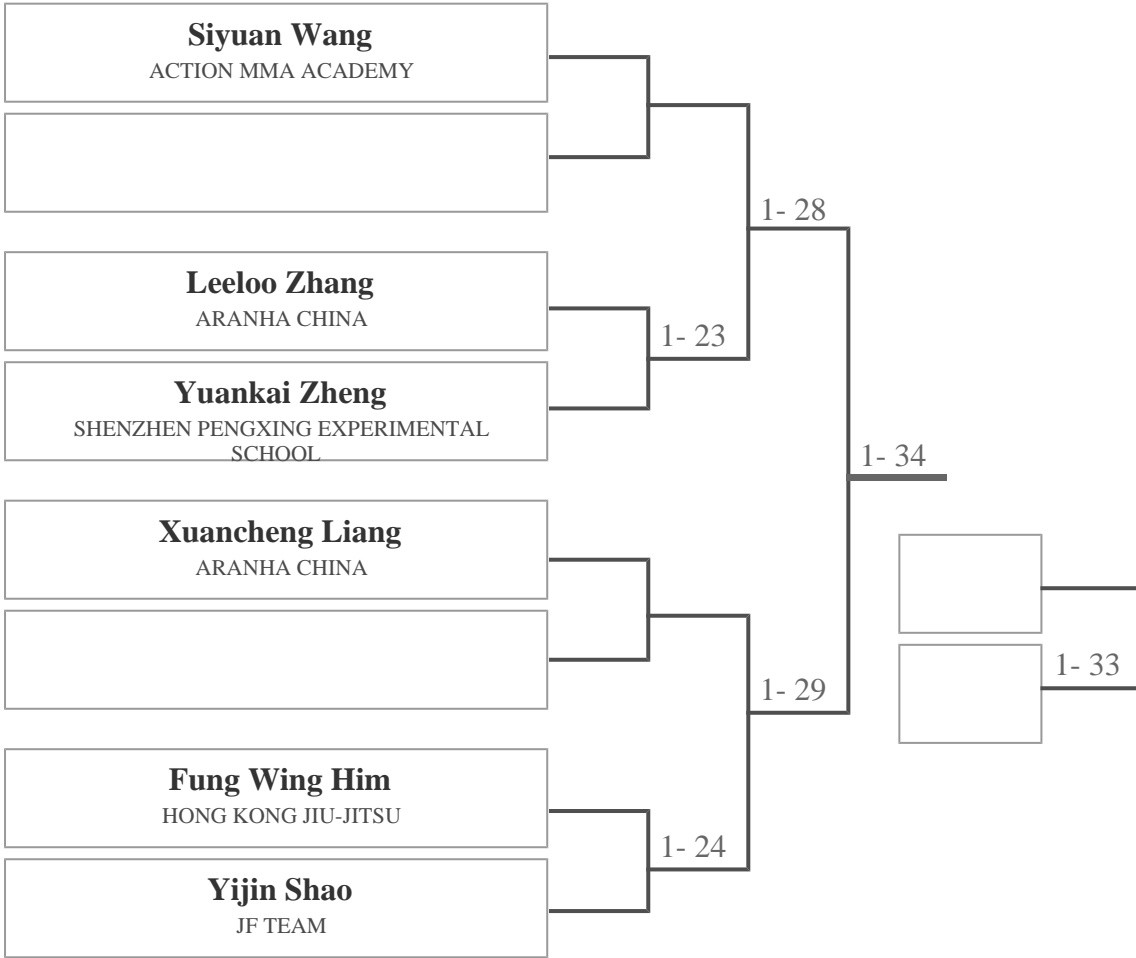 Siyuan Wang
ACTION MMA ACADEMY
1- 28
Leeloo Zhang
ARANHA CHINA
1- 23
Yuankai Zheng
SHENZHEN PENGXING EXPERIMENTAL
SCHOOL
1- 34
Xuancheng Liang
ARANHA CHINA
1- 33
1- 29
Fung Wing Him
HONG KONG JIU-JITSU
1- 24
Yijin Shao
JF TEAM